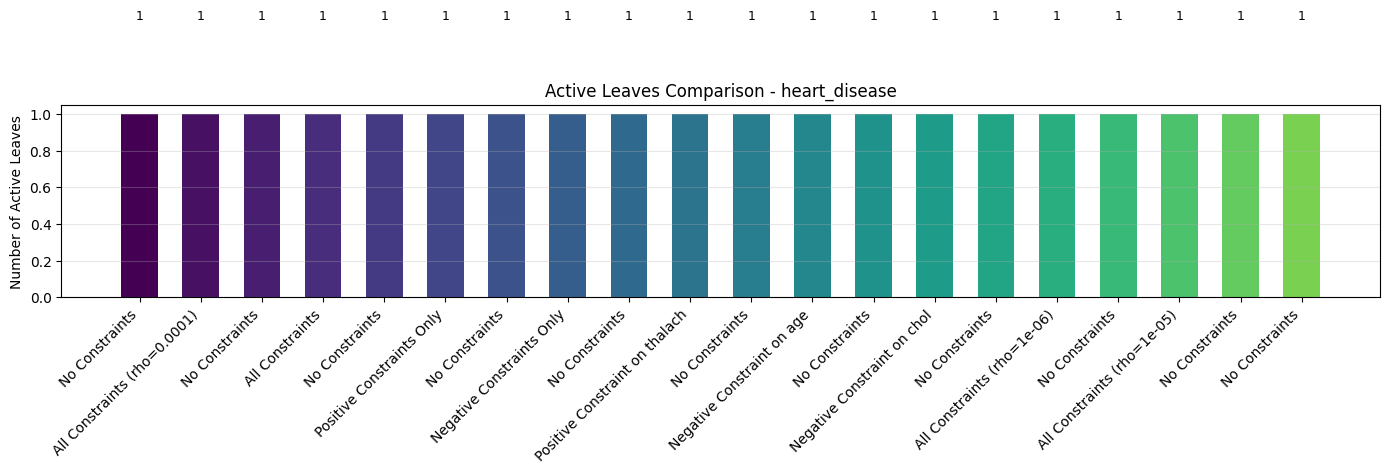 1 1 1 1 1 1 1 1 1 1 1 1 1 1 1 1 1 1 1 1
Active Leaves Comparison - heart_disease
Number of Active Leaves
1.0
0.8
0.6
0.4
0.2
0.0
No Constraints
All Constraints (rho=0.0001)
No Constraints
All Constraints
No Constraints
Positive Constraints Only
No Constraints
Negative Constraints Only
No Constraints
Positive Constraint on thalach
No Constraints
Negative Constraint on age
No Constraints
Negative Constraint on chol
No Constraints
All Constraints (rho=1e-06)
No Constraints
All Constraints (rho=1e-05)
No Constraints
No Constraints